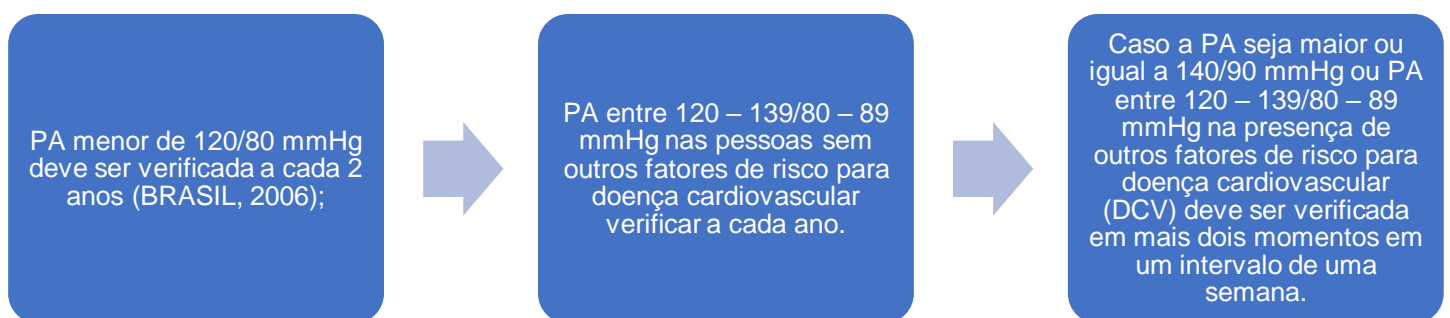 PA menor de 120/80 mmHg
deve ser verificada a cada 2
anos (BRASIL, 2006);
PA entre 120 – 139/80 – 89
mmHg nas pessoas sem
outros fatores de risco para
doença cardiovascular
verificar a cada ano.
Caso a PA seja maior ou
igual a 140/90 mmHg ou PA
entre 120 – 139/80 – 89
mmHg na presença de
outros fatores de risco para
doença cardiovascular
(DCV) deve ser verificada
em mais dois momentos em
um intervalo de uma
semana.